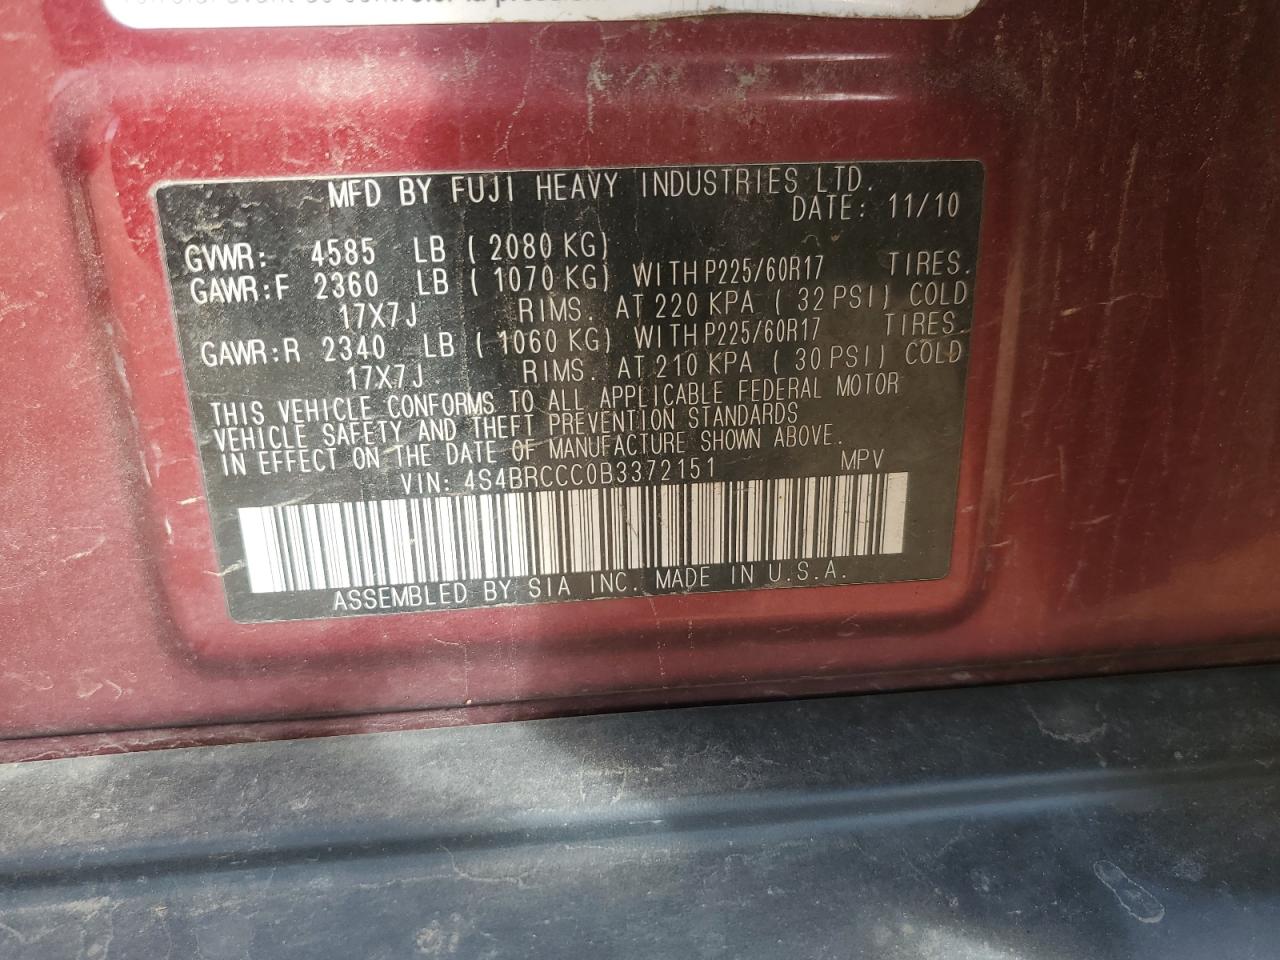 MFD BY FUJI HEAVY INDUSTRIES LTD.
DATE: 11/10
GVWR: 4585 LB ( 2080 KG)
GAWR:F 2360 LB ( 1070 KG) WITH P225/60R17 TIRES.
17X7J RIMS. AT 220 KPA ( 32 PSI) COLD
GAWR:R 2340 LB ( 1060 KG) WITH P225/60R17 TIRES.
17X7J RIMS. AT 210 KPA ( 30 PSI) COLD
THIS VEHICLE CONFORMS TO ALL APPLICABLE FEDERAL MOTOR
VEHICLE SAFETY AND THEFT PREVENTION STANDARDS
IN EFFECT ON THE DATE OF MANUFACTURE SHOWN ABOVE.
VIN: 4S4BRCCC0B3372151 MPV
ASSEMBLED BY SIA INC. MADE IN U.S.A.